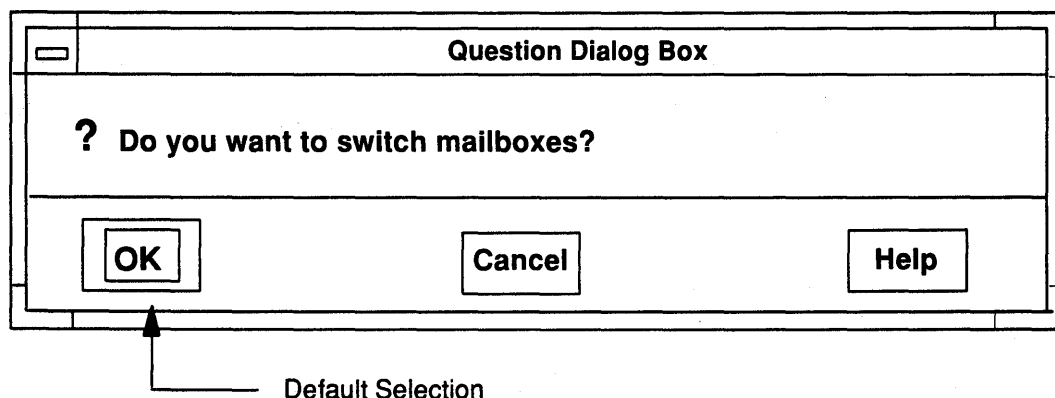 Question Dialog Box
? Do you want to switch mailboxes?
OK Cancel Help
Default Selection